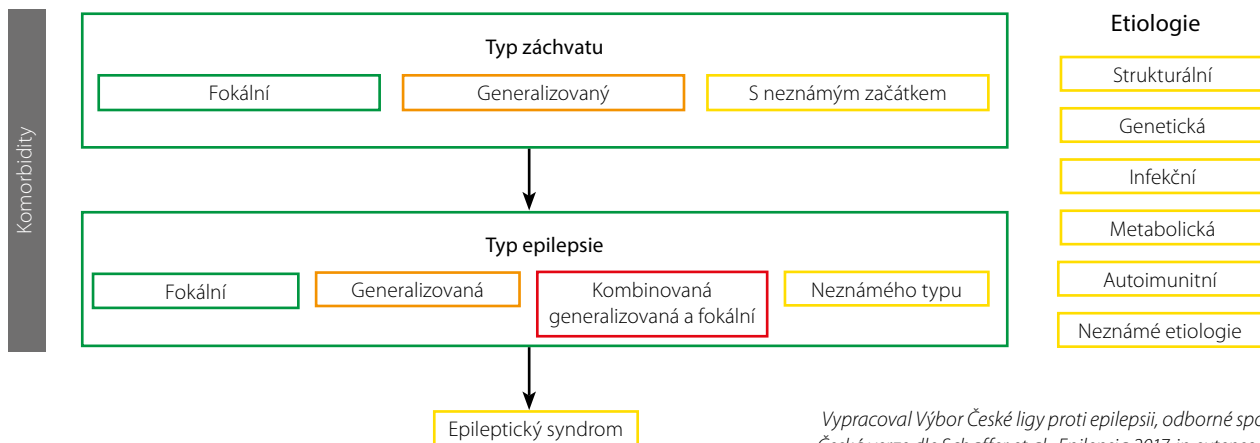 Komorbidity
Typ záchvatu
Fokální
Generalizovaný
S neznámým začátkem
Typ epilepsie
Fokální
Generalizovaná
Kombinovaná
generalizovaná a fokální
Neznámého typu
Epileptický syndrom
Etiologie
Strukturální
Genetická
Infekční
Metabolická
Autoimunitní
Neznámé etiologie
Vypracoval Výbor České ligy proti epilepsii, odborné